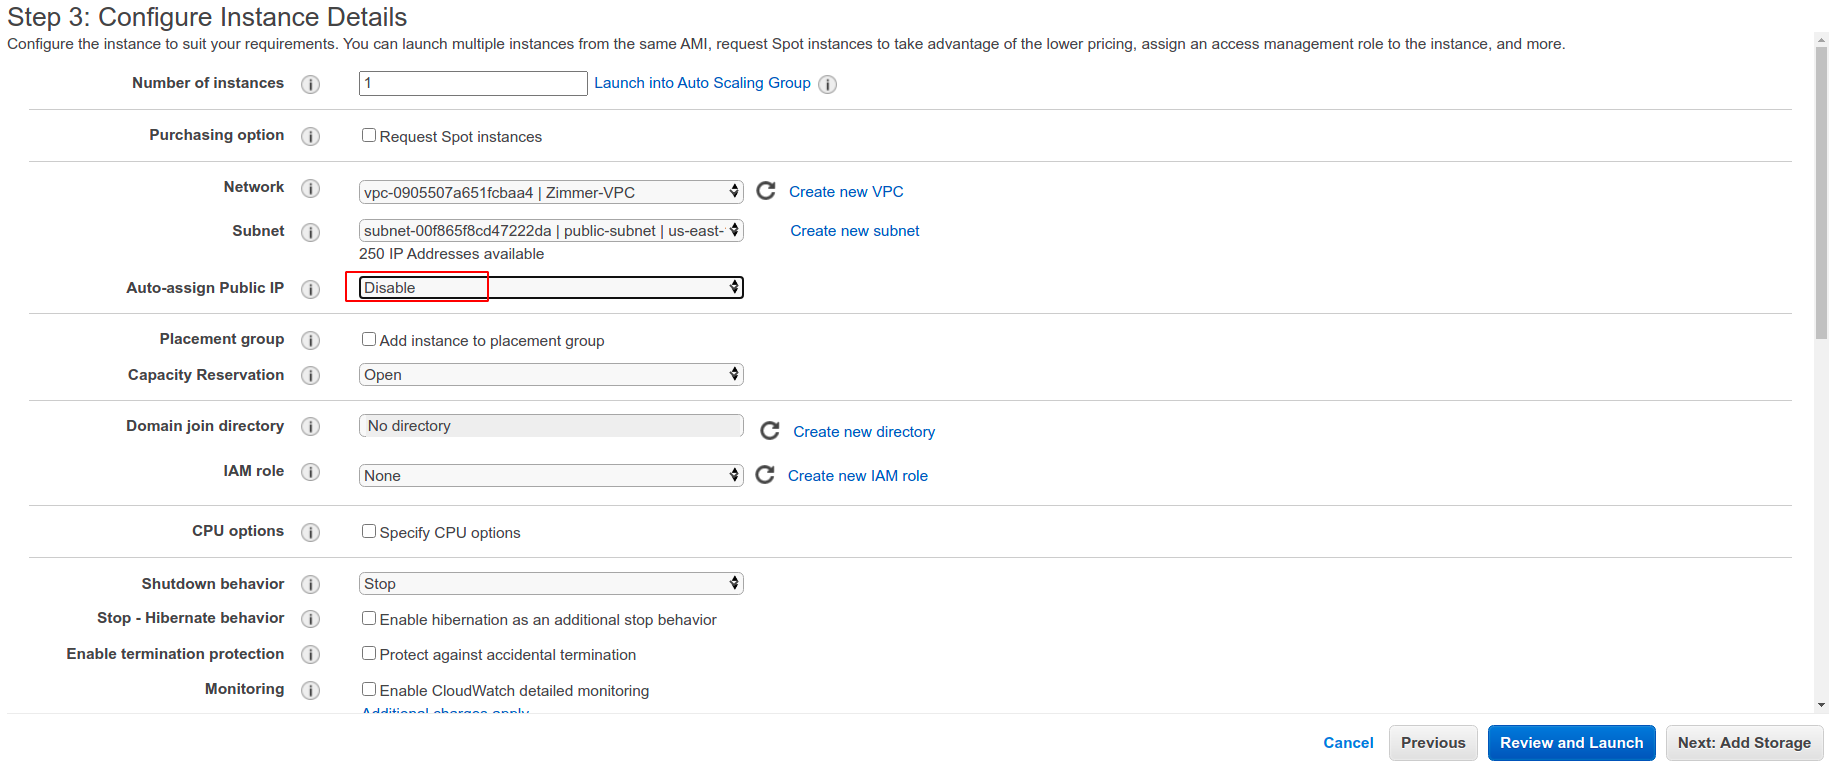 Step 3: Configure Instance Details
Configure the instance to suit your requirements. You can launch multiple instances from the same AMI, request Spot instances to take advantage of the lower pricing, assign an access management role to the instance, and more.
Number of instances i 1 Launch into Auto Scaling Group i
Purchasing option i Request Spot instances
Network i vpc-0905507a651fcbaa4 | Zimmer-VPC Create new VPC
Subnet i subnet-00f865f8cd47222da | public-subnet | us-east- Create new subnet
250 IP Addresses available
Auto-assign Public IP i Disable
Placement group i Add instance to placement group
Capacity Reservation i Open
Domain join directory i No directory Create new directory
IAM role i None Create new IAM role
CPU options i Specify CPU options
Shutdown behavior i Stop
Stop - Hibernate behavior i Enable hibernation as an additional stop behavior
Enable termination protection i Protect against accidental termination
Monitoring i Enable CloudWatch detailed monitoring
Additional charges apply
Cancel Previous Review and Launch Next: Add Storage